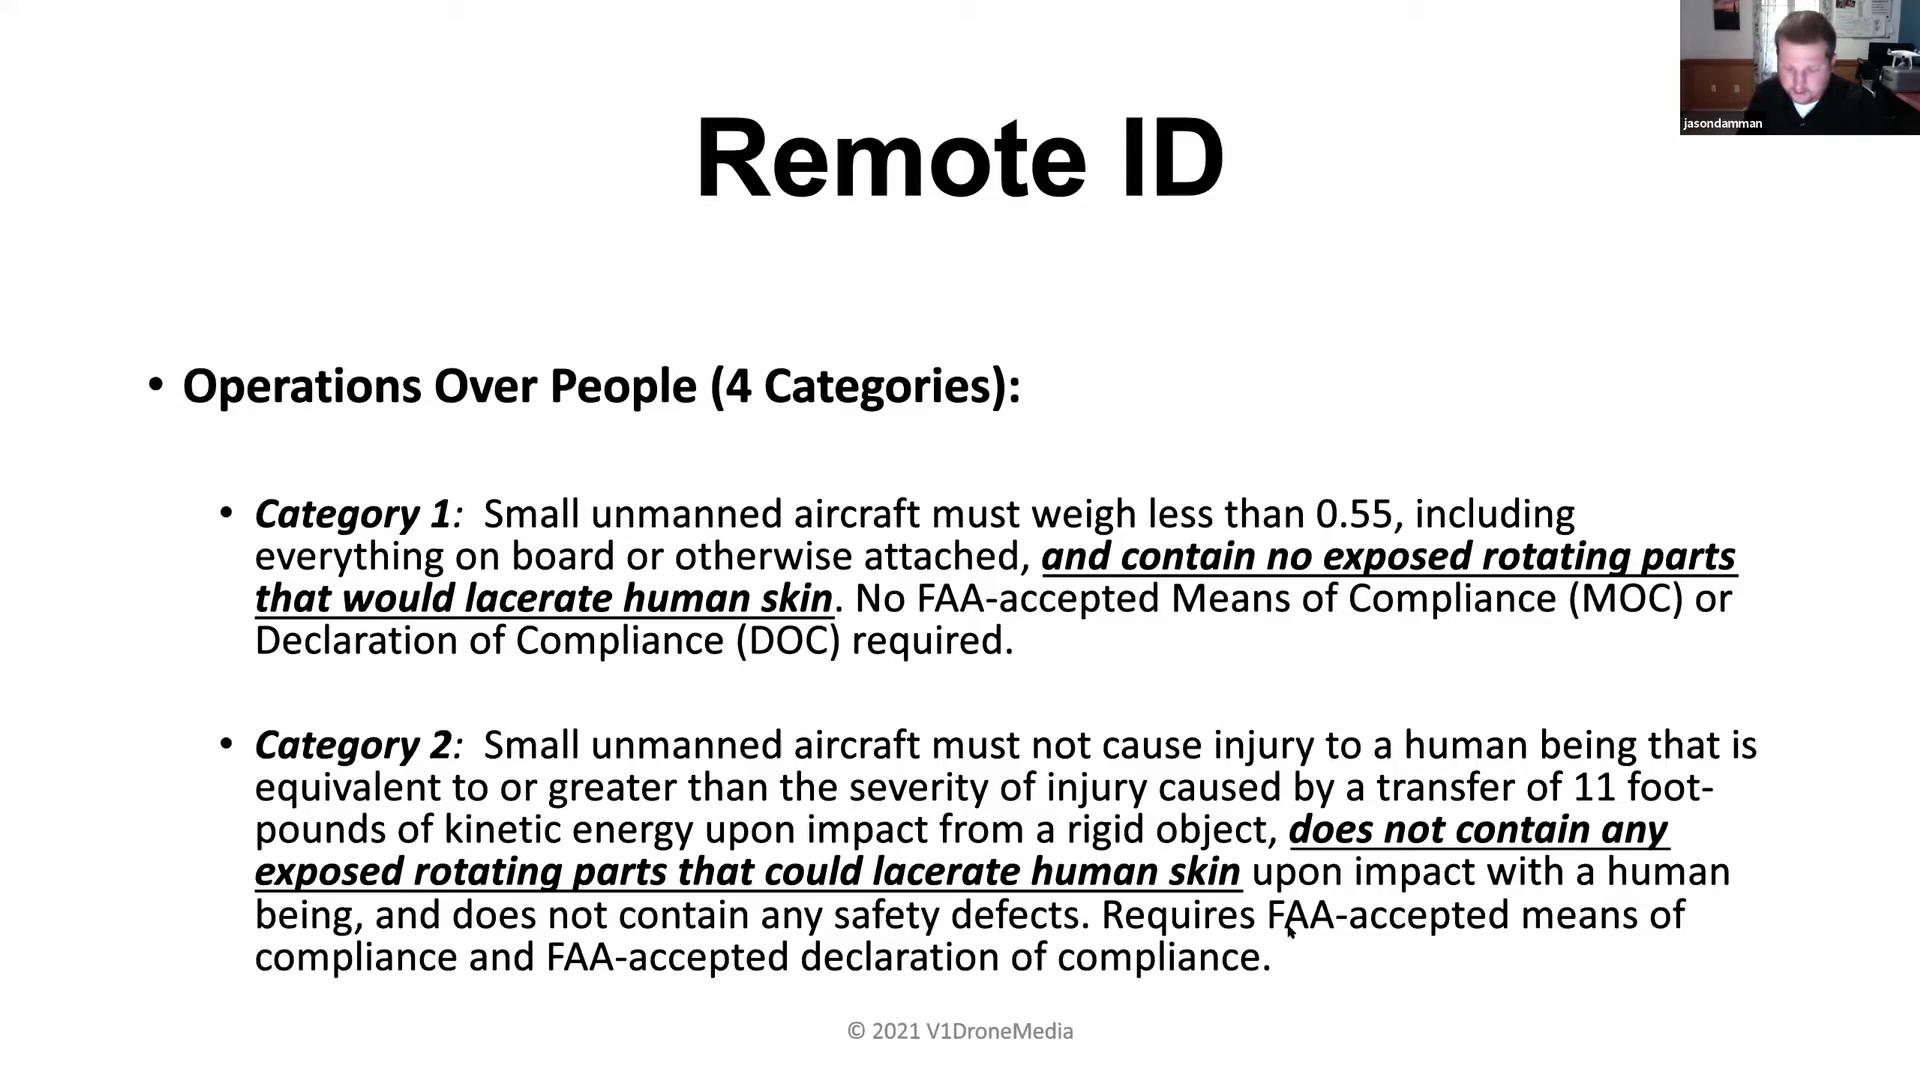 jasondamman
Remote ID
• Operations Over People (4 Categories):
• Category 1:  Small unmanned aircraft must weigh less than 0.55, including
everything on board or otherwise attached, and contain no exposed rotating parts
that would lacerate human skin. No FAA-accepted Means of Compliance (MOC) or
Declaration of Compliance (DOC) required.
• Category 2:  Small unmanned aircraft must not cause injury to a human being that is
equivalent to or greater than the severity of injury caused by a transfer of 11 foot-
pounds of kinetic energy upon impact from a rigid object, does not contain any
exposed rotating parts that could lacerate human skin upon impact with a human
being, and does not contain any safety defects. Requires FAA-accepted means of
compliance and FAA-accepted declaration of compliance.
© 2021 V1DroneMedia